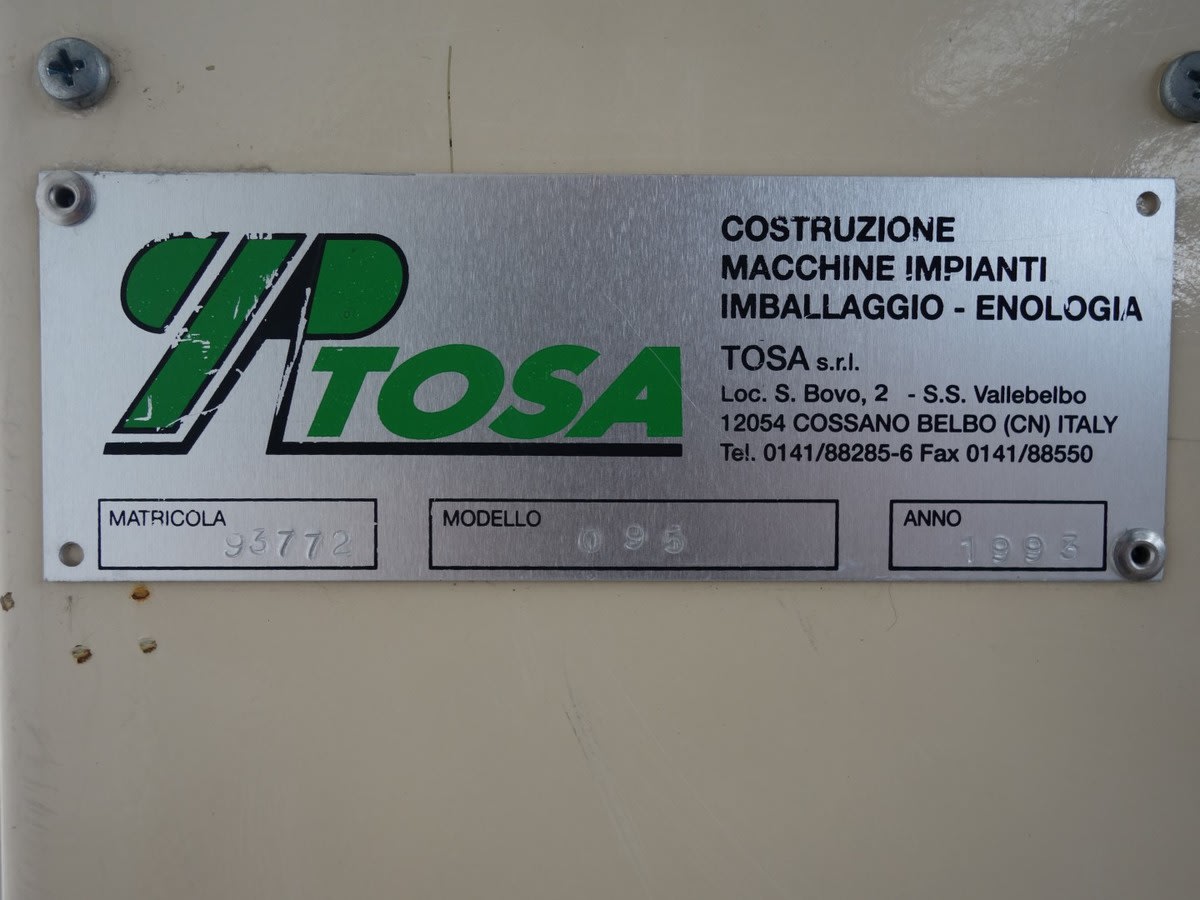 TOSA
COSTRUZIONE
MACCHINE IMPIANTI
IMBALLAGGIO - ENOLOGIA
TOSA s.r.l.
Loc. S. Bovo, 2 - S.S. Vallebelbo
12054 COSSANO BELBO (CN) ITALY
Tel. 0141/88285-6 Fax 0141/88550
MATRICOLA 93772
MODELLO 095
ANNO 1993